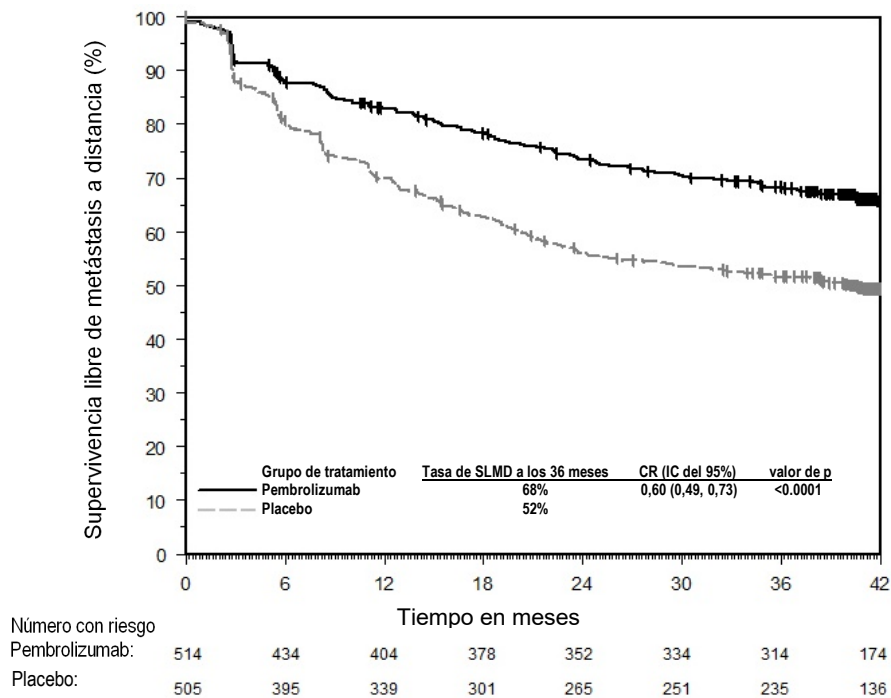 Supervivencia libre de metástasis a distancia (%)
100
90
80
70
60
50
40
30
20
10
0
Grupo de tratamiento Tasa de SLMD a los 36 meses CR (IC del 95%) valor de p
Pembrolizumab 68% 0,60 (0,49, 0,73) <0.0001
Placebo 52%
0 6 12 18 24 30 36 42
Tiempo en meses
Número con riesgo
Pembrolizumab: 514 434 404 378 352 334 314 174
Placebo: 505 395 339 301 265 251 235 136